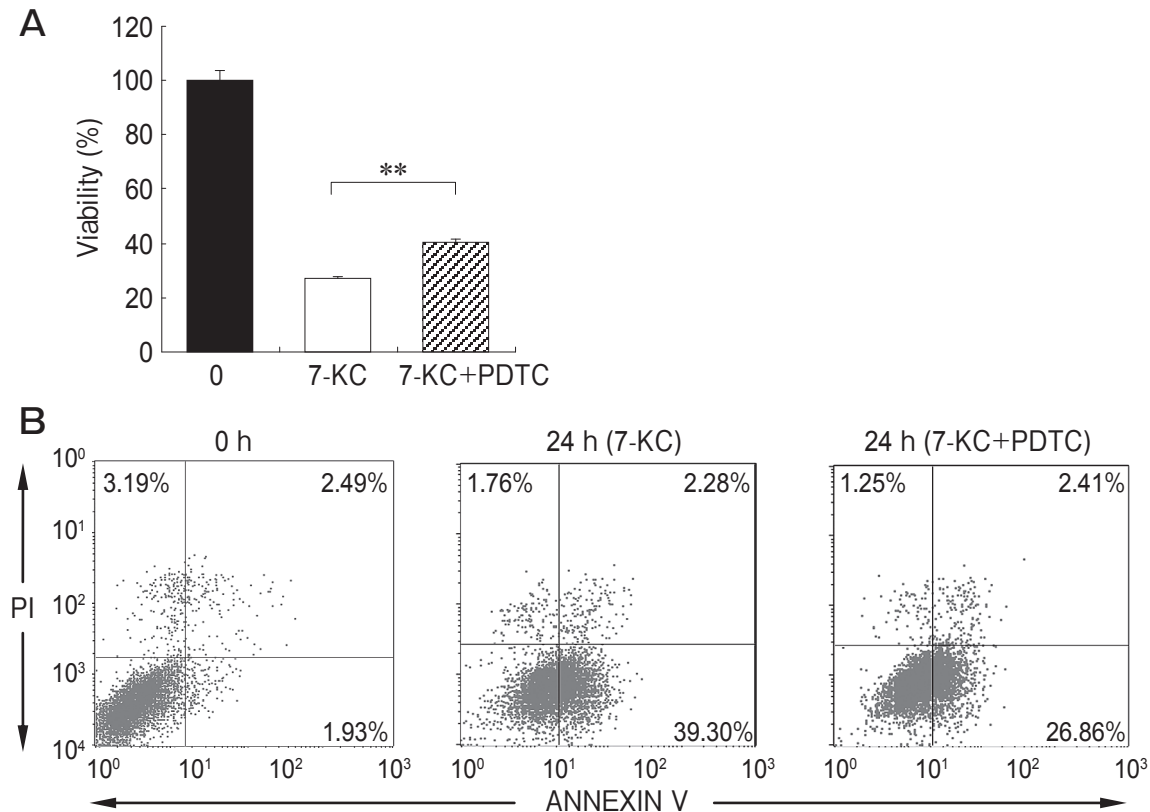 A
120
100
80
60
40
20
0
Viability (%)
**
0 7-KC 7-KC+PDTC
B
0 h 24 h (7-KC) 24 h (7-KC+PDTC)
10⁰
10¹
10²
10³
10⁴
PI
3.19% 2.49%
1.93%
1.76% 2.28%
39.30%
1.25% 2.41%
26.86%
10⁰ 10¹ 10² 10³ 10⁰ 10¹ 10² 10³ 10⁰ 10¹ 10² 10³
ANNEXIN V